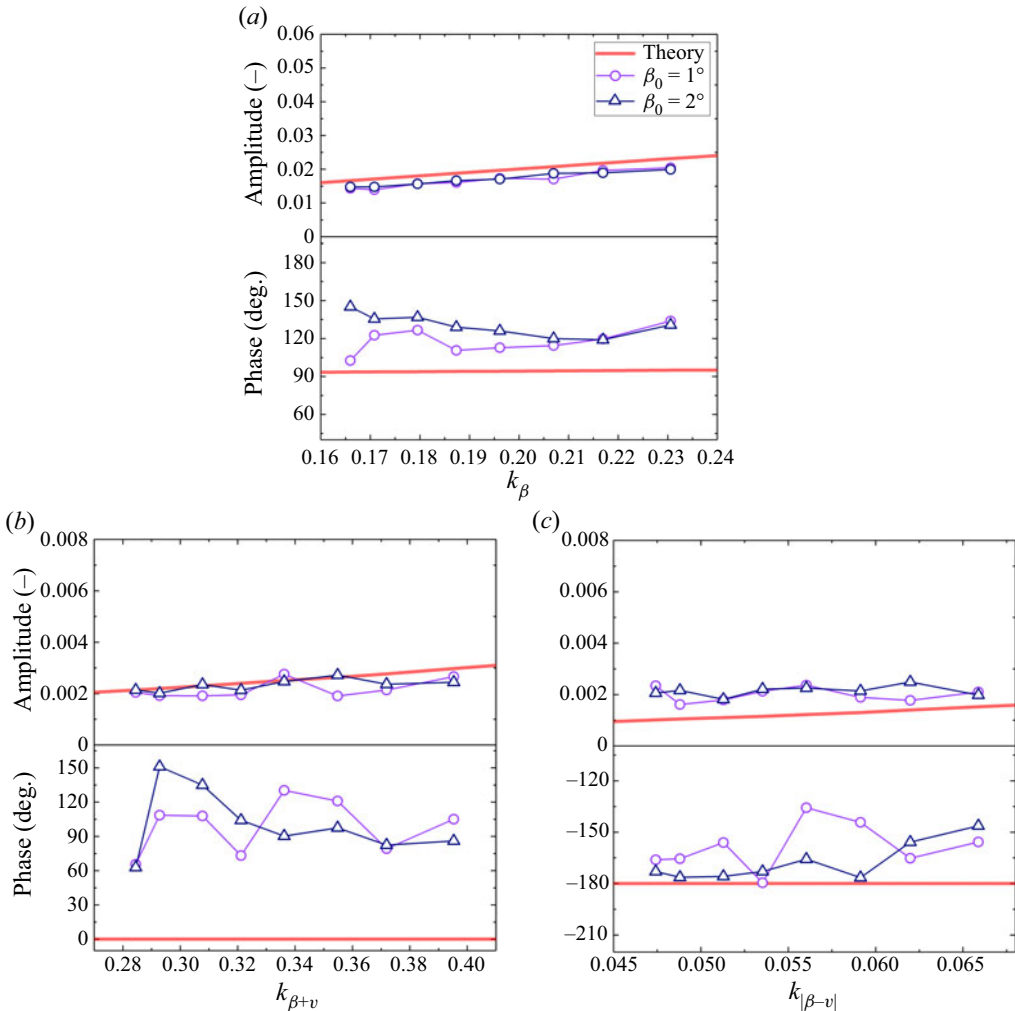 (a)
0.06
0.05
0.04
0.03
0.02
0.01
0
Amplitude (–)
Theory
β0 = 1°
β0 = 2°
180
150
120
90
60
Phase (deg.)
0.16 0.17 0.18 0.19 0.20 0.21 0.22 0.23 0.24
kβ
(b)
0.008
0.006
0.004
0.002
0
Amplitude (–)
150
120
90
60
30
0
Phase (deg.)
0.28 0.30 0.32 0.34 0.36 0.38 0.40
kβ+v
(c)
0.008
0.006
0.004
0.002
0
−120
−150
−180
−210
0.045 0.050 0.055 0.060 0.065
k|β−v|